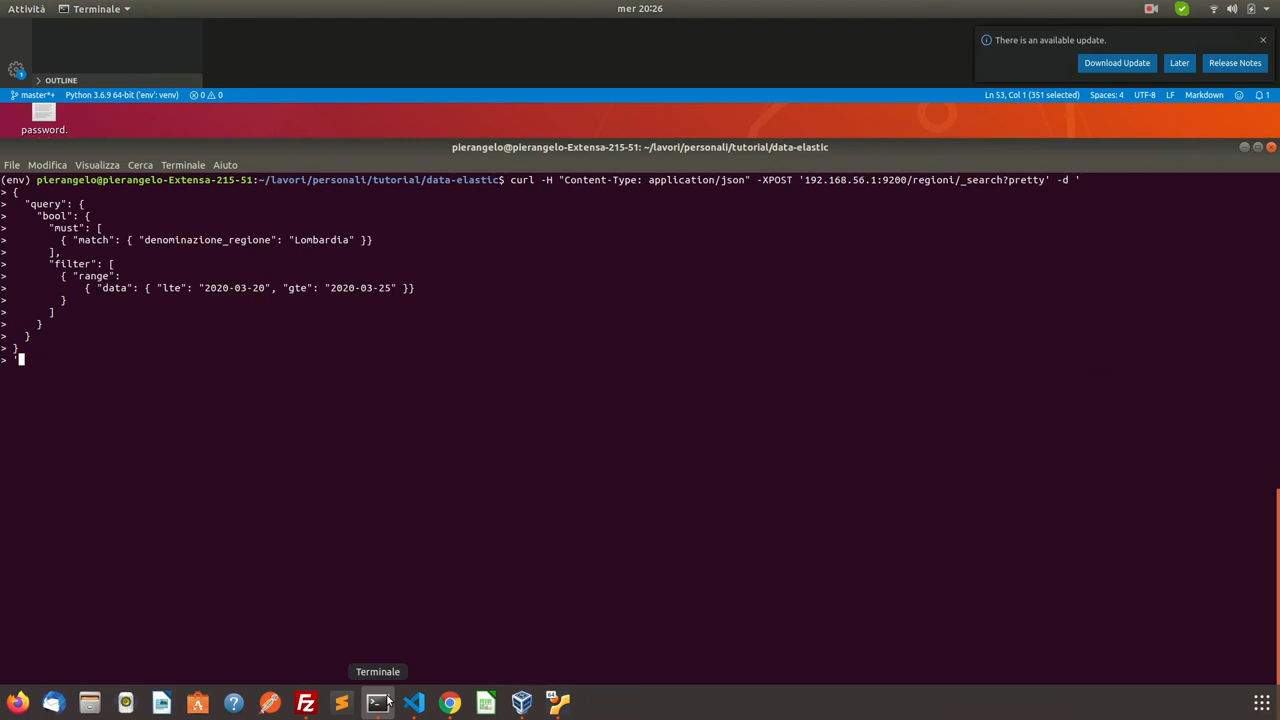 Attività Terminale mer 20:26
There is an available update.
Download Update Later Release Notes
1
OUTLINE
master*+ Python 3.6.9 64-bit ('env': venv) 0 0 Ln 53, Col 1 (351 selected) Spaces: 4 UTF-8 LF Markdown 1
password.
pierangelo@pierangelo-Extensa-215-51: ~/lavori/personali/tutorial/data-elastic
File Modifica Visualizza Cerca Terminale Aiuto
(env) pierangelo@pierangelo-Extensa-215-51:~/lavori/personali/tutorial/data-elastic$ curl -H "Content-Type: application/json" -XPOST '192.168.56.1:9200/regioni/_search?pretty' -d '
> {
>   "query": {
>     "bool": {
>       "must": [
>         { "match": { "denominazione_regione": "Lombardia" }}
>       ],
>       "filter": [
>         { "range":
>             { "data": { "lte": "2020-03-20", "gte": "2020-03-25" }}
>         }
>       ]
>     }
>   }
> }
> '
Terminale
64